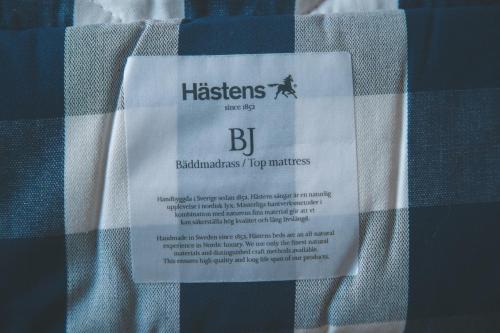 Hästens
since 1852
BJ
Bäddmadrass / Top mattress
Handbyggda i Sverige sedan 1852. Hästens sängar är en naturlig
upplevelse i nordisk lyx. Mästerliga hantverksmetoder i
kombination med naturens fina material gör att vi
kan säkerställa hög kvalitet och lång livslängd.
Handmade in Sweden since 1852, Hästens beds are an all natural
experience in Nordic luxury. We use only the finest natural
materials and distinguished craft methods available.
This ensures high quality and long life span of our products.